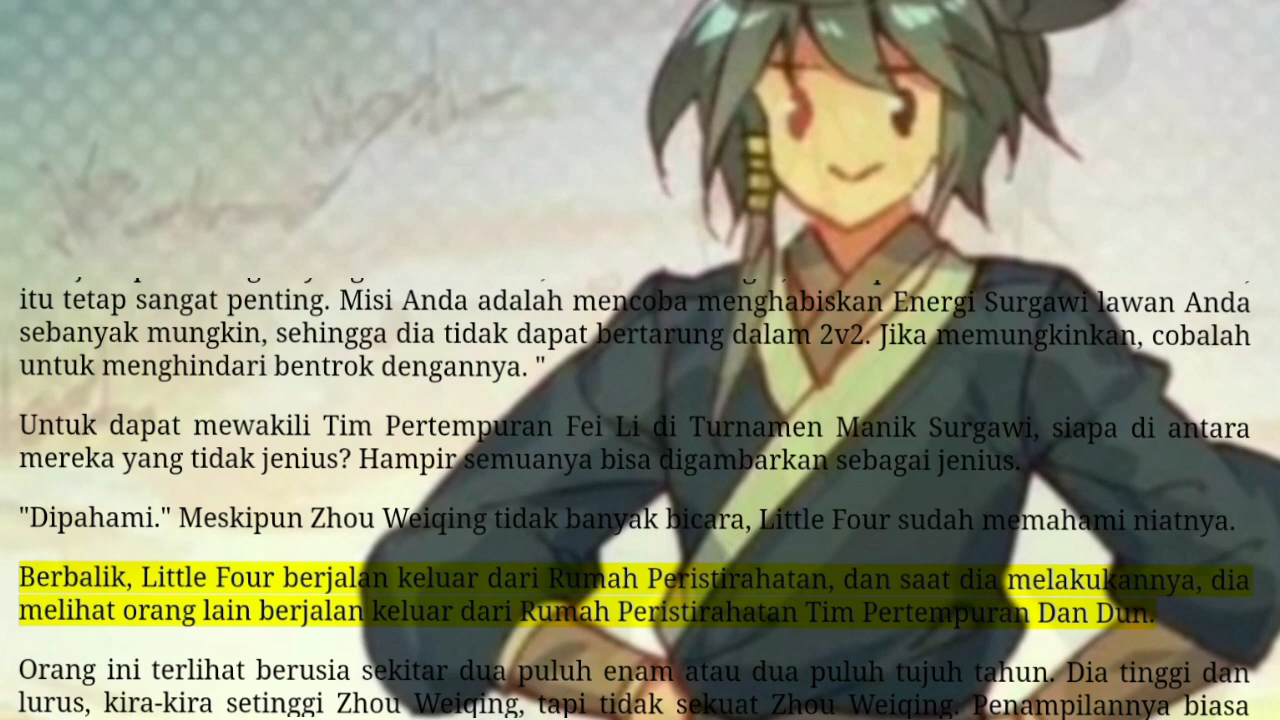 itu tetap sangat penting. Misi Anda adalah mencoba menghabiskan Energi Surgawi lawan Anda
sebanyak mungkin, sehingga dia tidak dapat bertarung dalam 2v2. Jika memungkinkan, cobalah
untuk menghindari bentrok dengannya. "
Untuk dapat mewakili Tim Pertempuran Fei Li di Turnamen Manik Surgawi, siapa di antara
mereka yang tidak jenius? Hampir semuanya bisa digambarkan sebagai jenius.
"Dipahami." Meskipun Zhou Weiqing tidak banyak bicara, Little Four sudah memahami niatnya.
Berbalik, Little Four berjalan keluar dari Rumah Peristirahatan, dan saat dia melakukannya, dia
melihat orang lain berjalan keluar dari Rumah Peristirahatan Tim Pertempuran Dan Dun.
Orang ini terlihat berusia sekitar dua puluh enam atau dua puluh tujuh tahun. Dia tinggi dan
lurus, kira-kira setinggi Zhou Weiqing, tapi tidak sekuat Zhou Weiqing. Penampilannya biasa